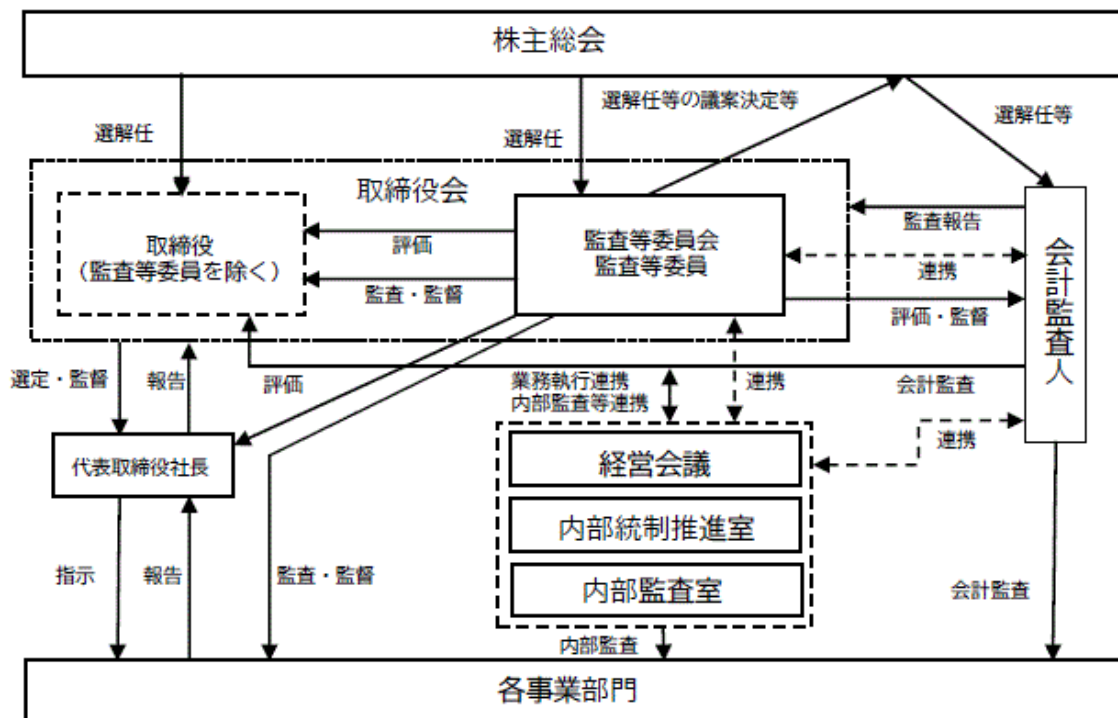 株主総会
選解任
選解任
選解任等の議案決定等
選解任等
取締役会
取締役
（監査等委員を除く）
評価
監査・監督
監査等委員会
監査等委員
監査報告
連携
評価・監督
会計監査人
選定・監督
報告
評価
業務執行連携
内部監査等連携
連携
会計監査
連携
代表取締役社長
経営会議
内部統制推進室
内部監査室
指示
報告
監査・監督
内部監査
会計監査
各事業部門